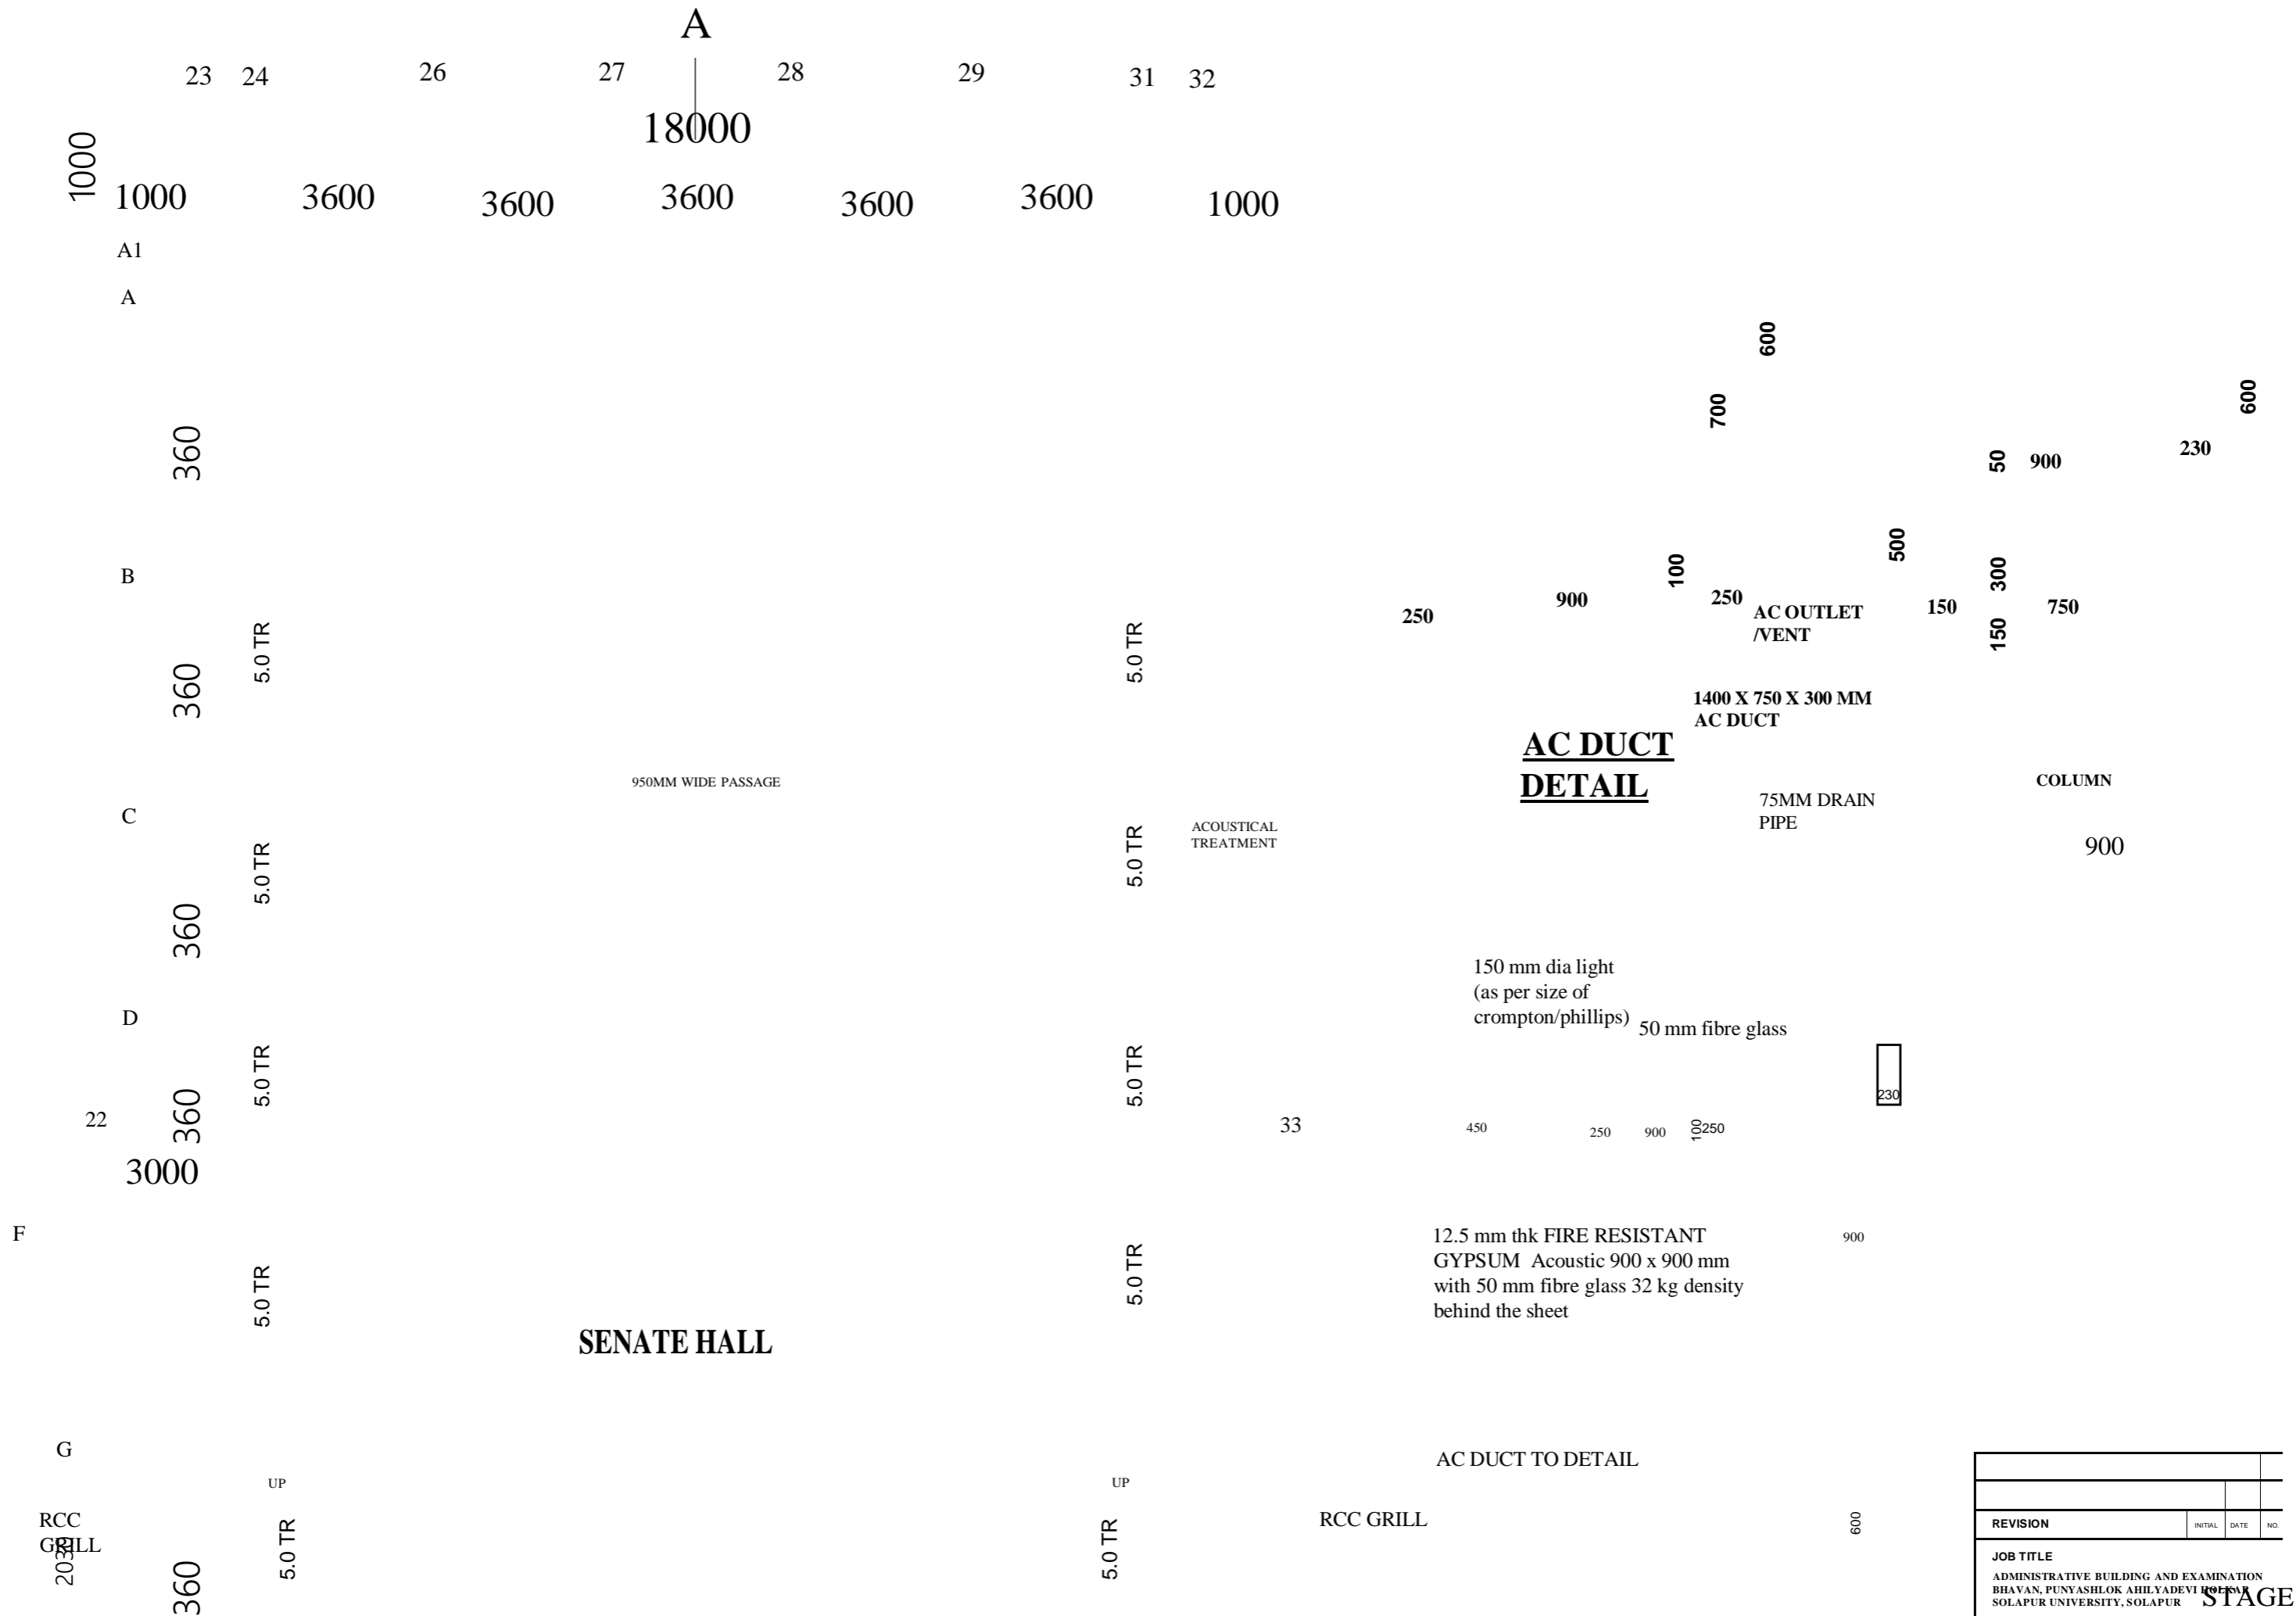 A
23 24 26 27 28 29 31 32
18000
1000
1000 3600 3600 3600 3600 3600 1000
A1
A
600
700
600
360
50 900 230
500
100
300
B
250 900 250
AC OUTLET
/VENT
150 750
150
5.0 TR 5.0 TR
360
1400 X 750 X 300 MM
AC DUCT
AC DUCT
DETAIL
950MM WIDE PASSAGE
COLUMN
75MM DRAIN
PIPE
C
ACOUSTICAL
TREATMENT
900
5.0 TR 5.0 TR
360
150 mm dia light
(as per size of
crompton/phillips)
50 mm fibre glass
D
5.0 TR 5.0 TR
230
22 360 33
450 250 900 100 250
3000
F
12.5 mm thk FIRE RESISTANT
GYPSUM Acoustic 900 x 900 mm
with 50 mm fibre glass 32 kg density
behind the sheet
900
5.0 TR 5.0 TR
SENATE HALL
G
AC DUCT TO DETAIL
UP UP
RCC
GRILL
2030
RCC GRILL
600
5.0 TR 5.0 TR
360
REVISION INITIAL DATE NO.
JOB TITLE
ADMINISTRATIVE BUILDING AND EXAMINATION
BHAVAN, PUNYASHLOK AHILYADEVI HOLKAR
SOLAPUR UNIVERSITY, SOLAPUR
STAGE